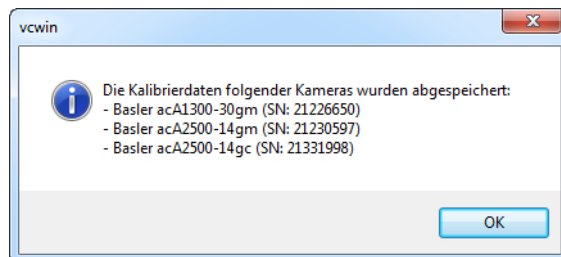 vcwin
Die Kalibrierdaten folgender Kameras wurden abgespeichert:
- Basler acA1300-30gm (SN: 21226650)
- Basler acA2500-14gm (SN: 21230597)
- Basler acA2500-14gc (SN: 21331998)
OK